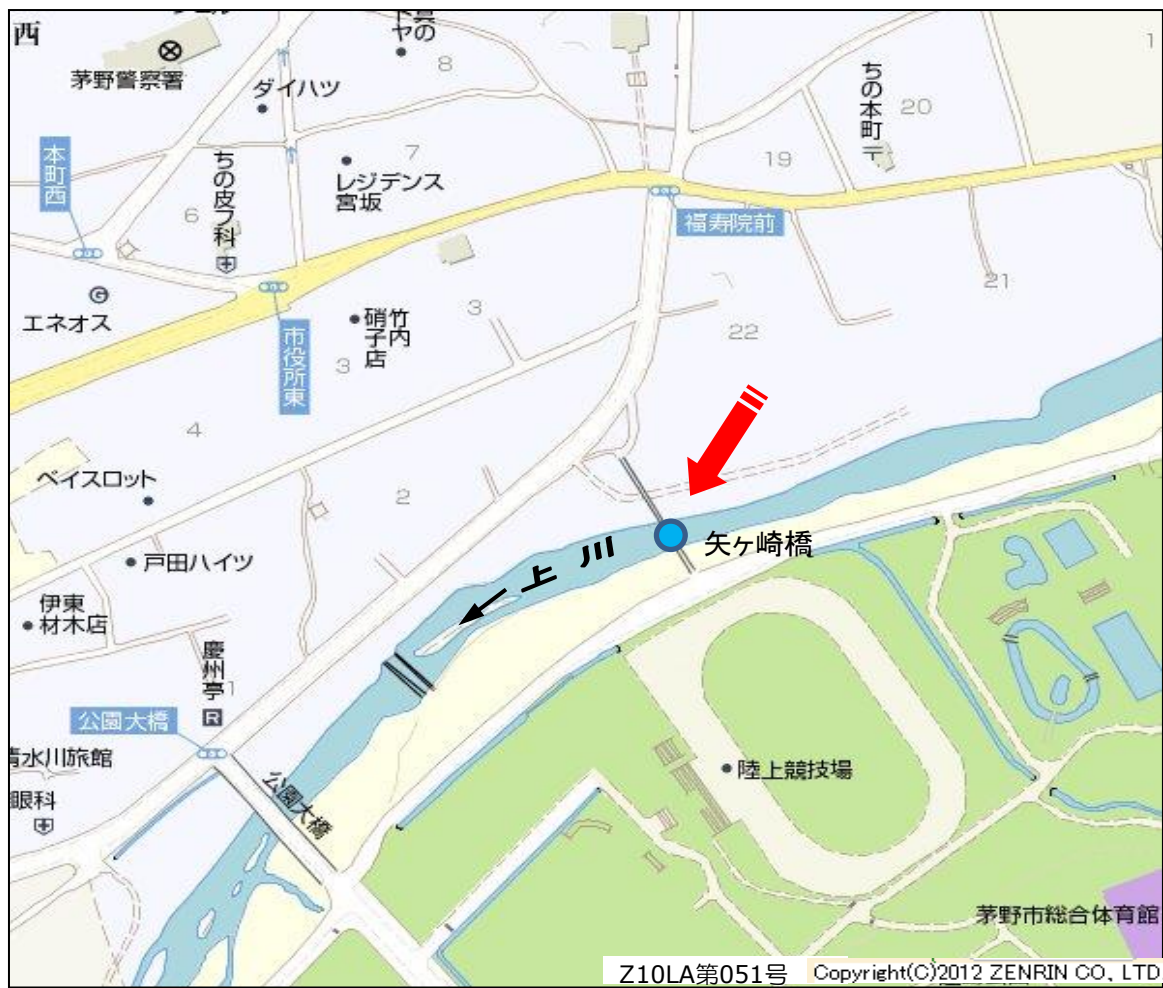 西
茅野警察署
ダイハツ
8
ちの本町
〒
20
19
1
本町西
ちの皮フ科
6
7
レジデンス
宮坂
福寿院前
21
22
エネオス
G
市役所東
竹内
硝子店
3
3
4
ベイスロット
2
戸田ハイツ
伊東
材木店
慶州亭
R
1
公園大橋
清水川旅館
眼科
公園大橋
上川
矢ヶ崎橋
陸上競技場
茅野市総合体育館
Z10LA第051号
Copyright(C)2012 ZENRIN CO., LTD